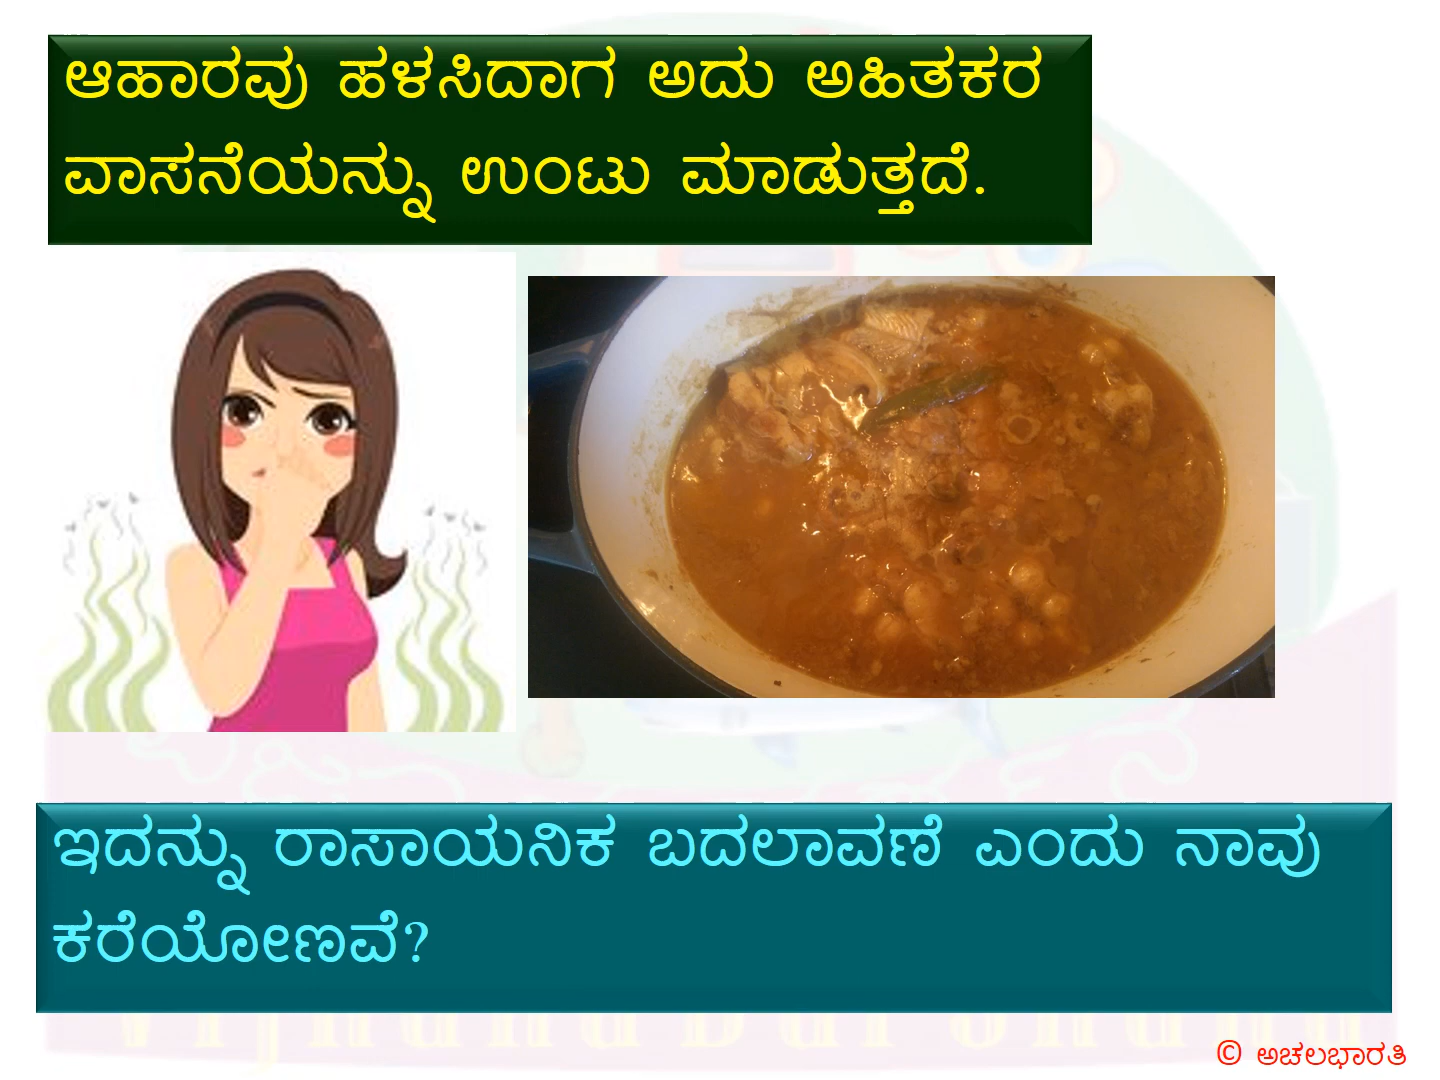 ಆಹಾರವು ಹಳಸಿದಾಗ ಅದು ಅಹಿತಕರ
ವಾಸನೆಯನ್ನು ಉಂಟು ಮಾಡುತ್ತದೆ.
ಇದನ್ನು ರಾಸಾಯನಿಕ ಬದಲಾವಣೆ ಎಂದು ನಾವು
ಕರೆಯೋಣವೆ?
© ಅಚಲಭಾರತಿ